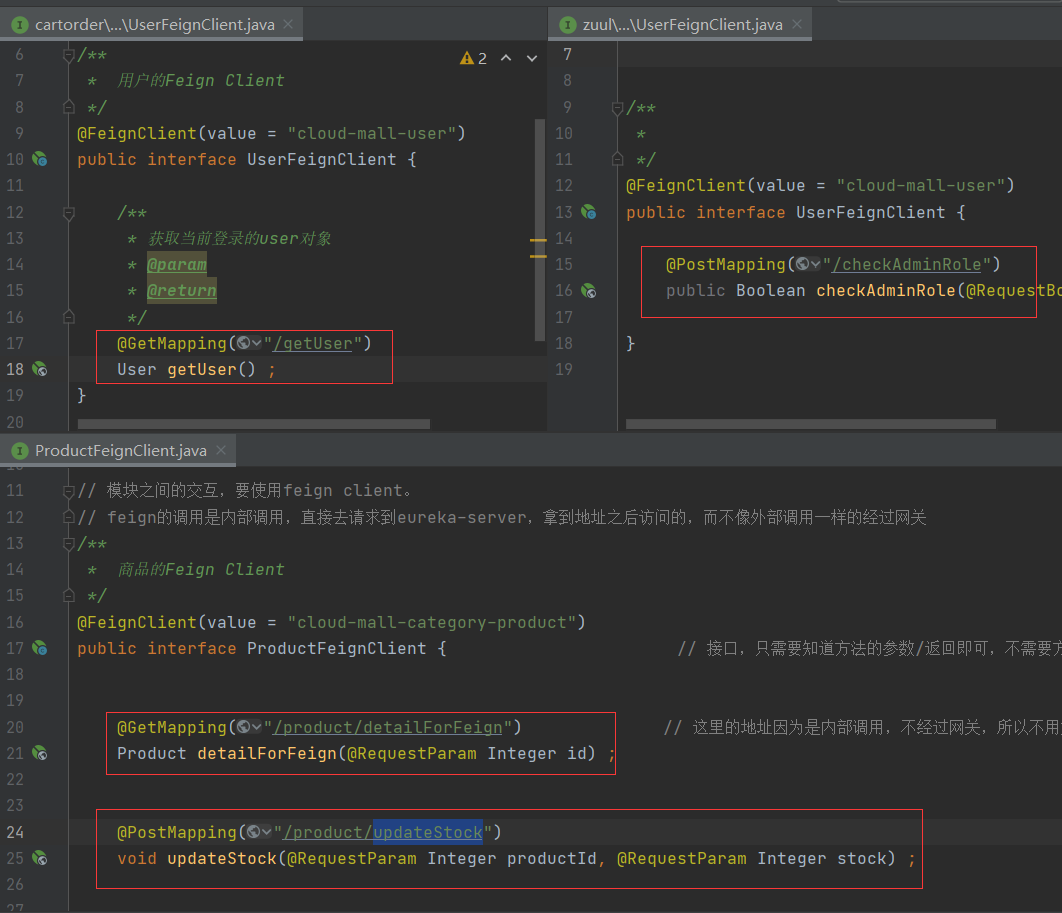 cartorder\...\UserFeignClient.java
6 /**
7 * 用户的Feign Client
8 */
9 @FeignClient(value = "cloud-mall-user")
10 public interface UserFeignClient {
11
12 /**
13 * 获取当前登录的user对象
14 * @param
15 * @return
16 */
17 @GetMapping("/getUser")
18 User getUser() ;
19 }
20
2
zuul\...\UserFeignClient.java
7
8
9 /**
10 *
11 */
12 @FeignClient(value = "cloud-mall-user")
13 public interface UserFeignClient {
14
15 @PostMapping("/checkAdminRole")
16 public Boolean checkAdminRole(@RequestBo
17
18 }
19
ProductFeignClient.java
11 // 模块之间的交互，要使用feign client。
12 // feign的调用是内部调用，直接去请求到eureka-server，拿到地址之后访问的，而不像外部调用一样的经过网关
13 /**
14 * 商品的Feign Client
15 */
16 @FeignClient(value = "cloud-mall-category-product")
17 public interface ProductFeignClient { // 接口，只需要知道方法的参数/返回即可，不需要方
18
19
20 @GetMapping("/product/detailForFeign") // 这里的地址因为是内部调用，不经过网关，所以不用
21 Product detailForFeign(@RequestParam Integer id) ;
22
23
24 @PostMapping("/product/updateStock")
25 void updateStock(@RequestParam Integer productId, @RequestParam Integer stock) ;
26
27